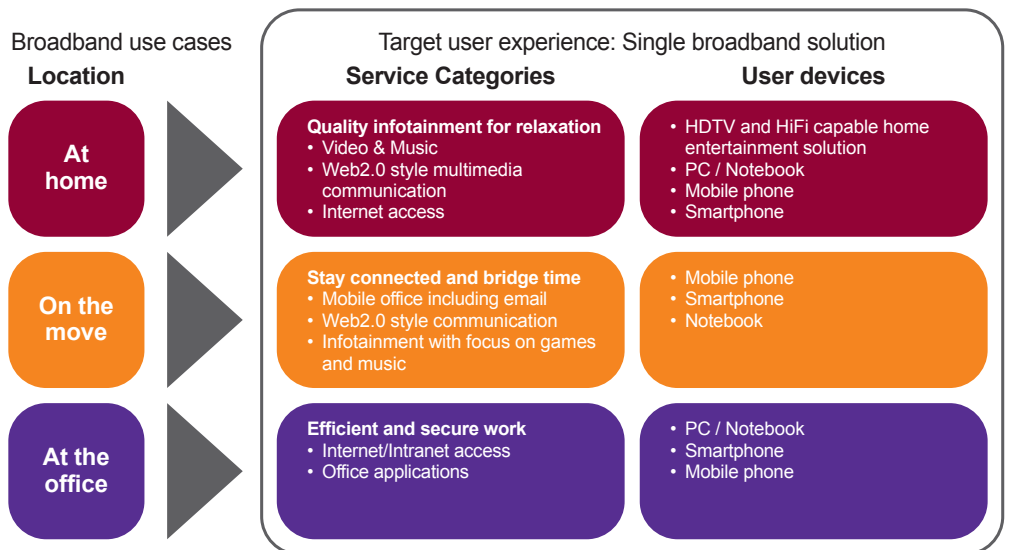 Broadband use cases
Target user experience: Single broadband solution
Location
Service Categories
User devices
At
home
Quality infotainment for relaxation
• Video & Music
• Web2.0 style multimedia
communication
• Internet access
• HDTV and HiFi capable home
entertainment solution
• PC / Notebook
• Mobile phone
• Smartphone
On the
move
Stay connected and bridge time
• Mobile office including email
• Web2.0 style communication
• Infotainment with focus on games
and music
• Mobile phone
• Smartphone
• Notebook
At the
office
Efficient and secure work
• Internet/Intranet access
• Office applications
• PC / Notebook
• Smartphone
• Mobile phone